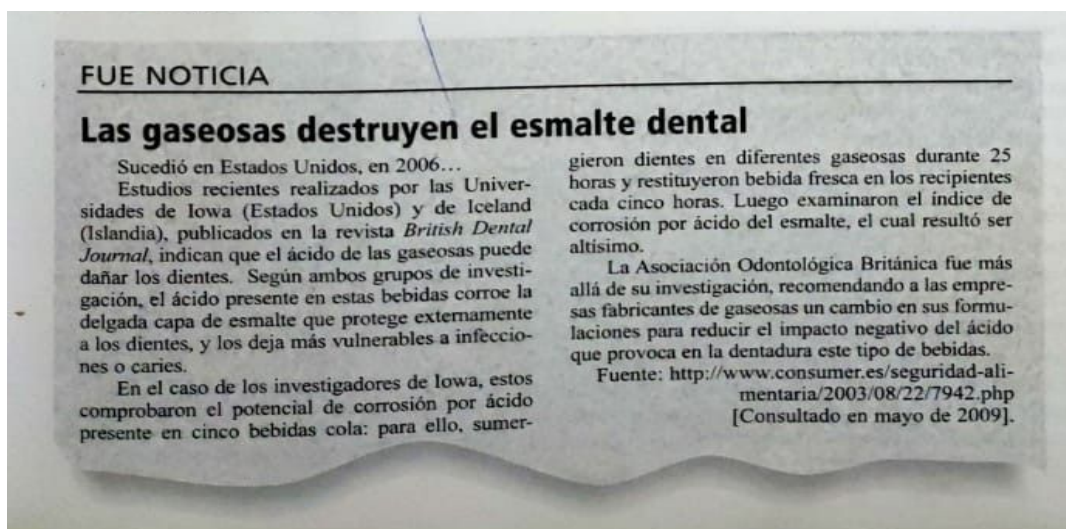 FUE NOTICIA
Las gaseosas destruyen el esmalte dental
Sucedió en Estados Unidos, en 2006...
Estudios recientes realizados por las Univer-
sidades de Iowa (Estados Unidos) y de Iceland
(Islandia), publicados en la revista British Dental
Journal, indican que el ácido de las gaseosas puede
dañar los dientes. Según ambos grupos de investi-
gación, el ácido presente en estas bebidas corroe la
delgada capa de esmalte que protege externamente
a los dientes, y los deja más vulnerables a infeccio-
nes o caries.
En el caso de los investigadores de Iowa, estos
comprobaron el potencial de corrosión por ácido
presente en cinco bebidas cola: para ello, sumer-
gieron dientes en diferentes gaseosas durante 25
horas y restituyeron bebida fresca en los recipientes
cada cinco horas. Luego examinaron el índice de
corrosión por ácido del esmalte, el cual resultó ser
altísimo.
La Asociación Odontológica Británica fue más
allá de su investigación, recomendando a las empre-
sas fabricantes de gaseosas un cambio en sus formu-
laciones para reducir el impacto negativo del ácido
que provoca en la dentadura este tipo de bebidas.
Fuente: http://www.consumer.es/seguridad-ali-
mentaria/2003/08/22/7942.php
[Consultado en mayo de 2009].